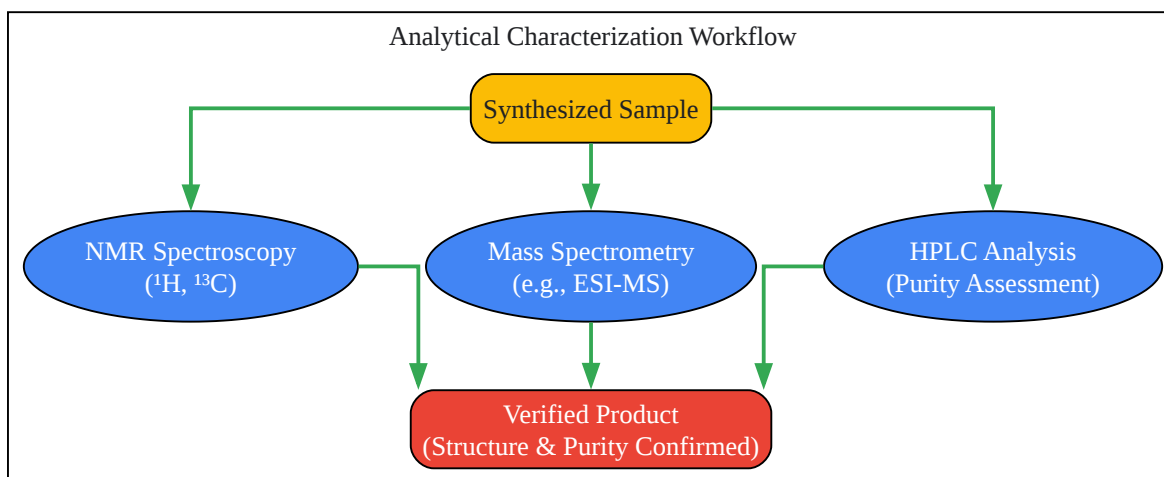 Analytical Characterization Workflow
Synthesized Sample
NMR Spectroscopy
(¹H, ¹³C)
Mass Spectrometry
(e.g., ESI-MS)
HPLC Analysis
(Purity Assessment)
Verified Product
(Structure & Purity Confirmed)